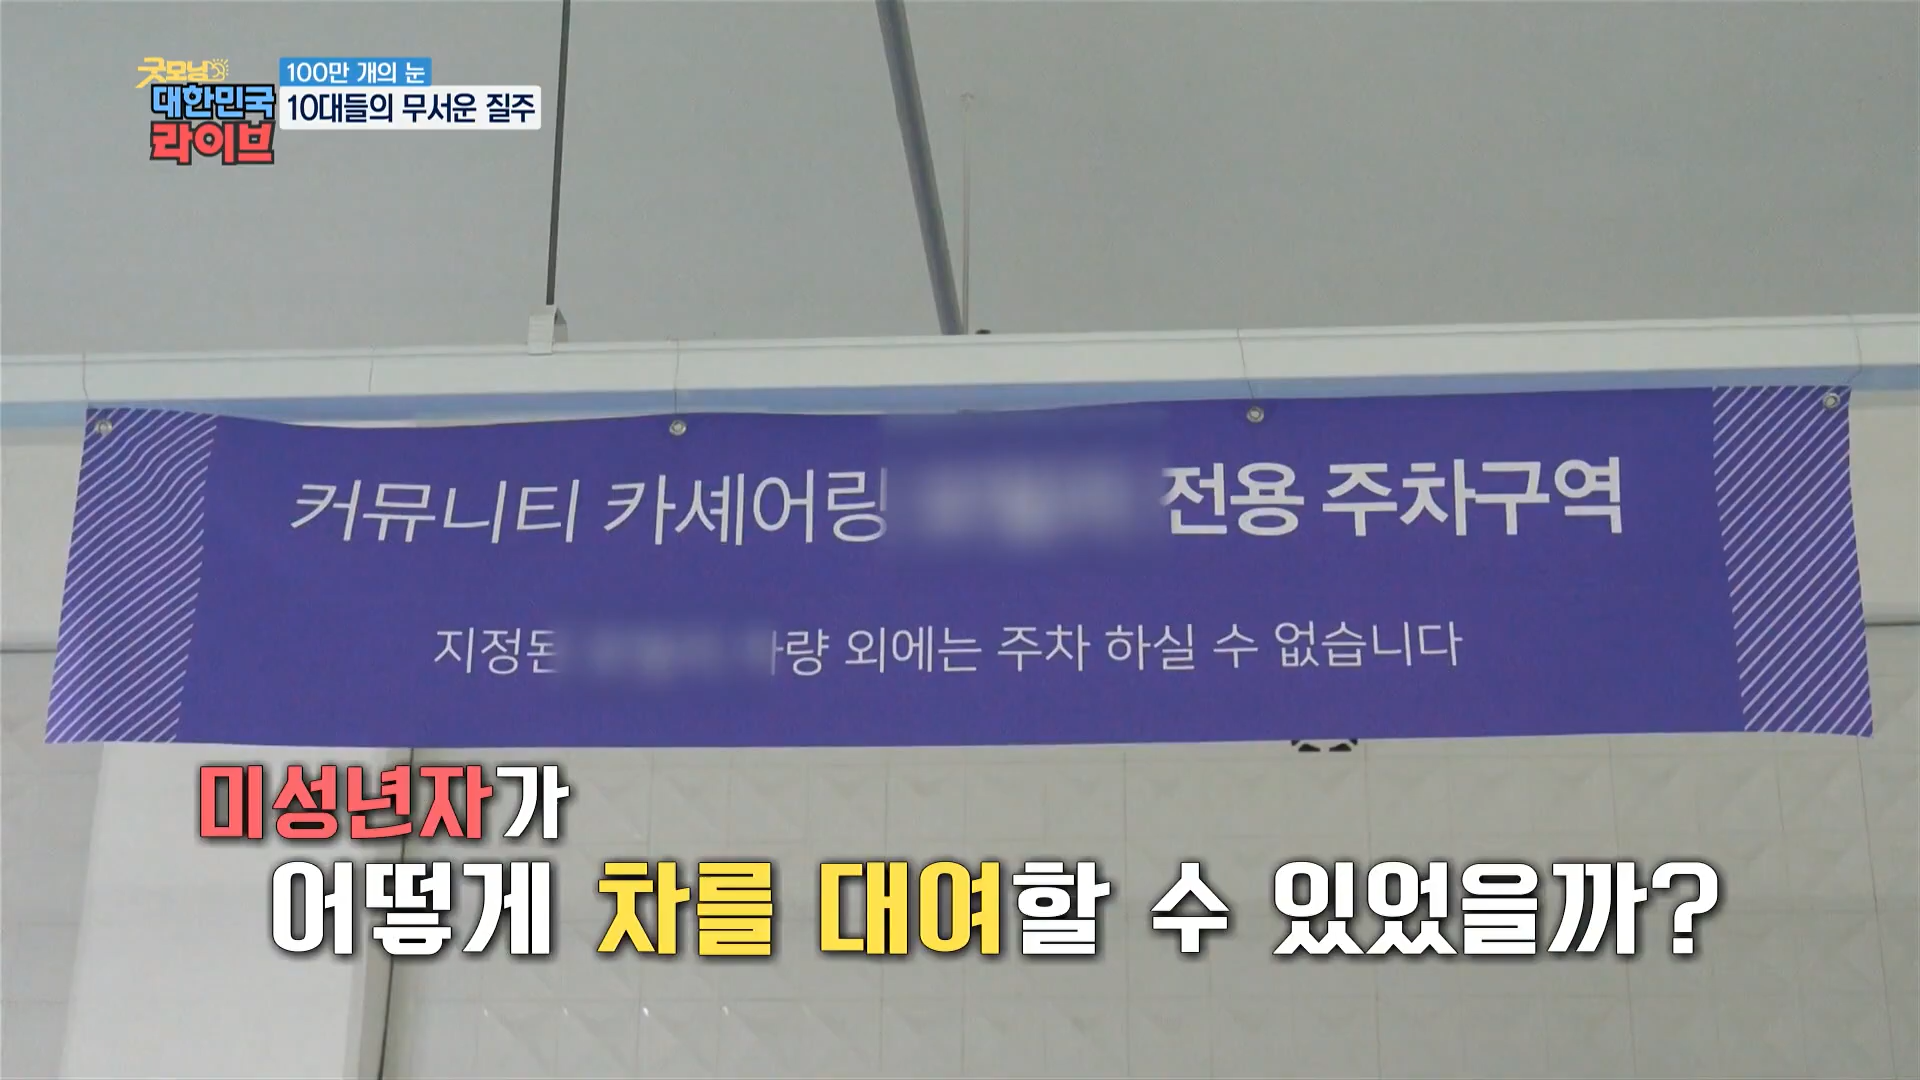 굿모닝
대한민국
라이브
100만 개의 눈
10대들의 무서운 질주
커뮤니티 카셰어링 전용 주차구역
지정된 차량 외에는 주차 하실 수 없습니다
미성년자가
어떻게 차를 대여할 수 있었을까?